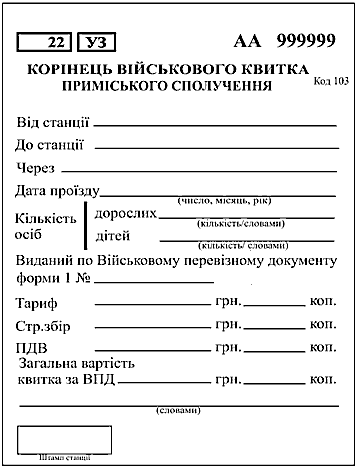 22 УЗ АА 999999
КОРІНЕЦЬ ВІЙСЬКОВОГО КВИТКА
ПРИМІСЬКОГО СПОЛУЧЕННЯ Код 103
Від станції
До станції
Через
Дата проїзду
(число, місяць, рік)
Кількість осіб
дорослих
(кількість/словами)
дітей
(кількість/ словами)
Виданий по Військовому перевізному документу
форми 1 №
Тариф грн. коп.
Стр.збір грн. коп.
ПДВ грн. коп.
Загальна вартість
квитка за ВПД грн. коп.
(словами)
Штамп станції